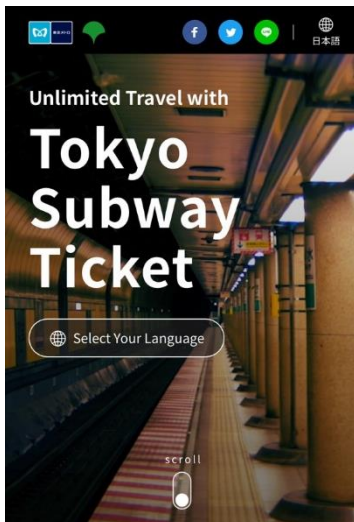 日本語
Unlimited Travel with
Tokyo
Subway
Ticket
Select Your Language
scroll